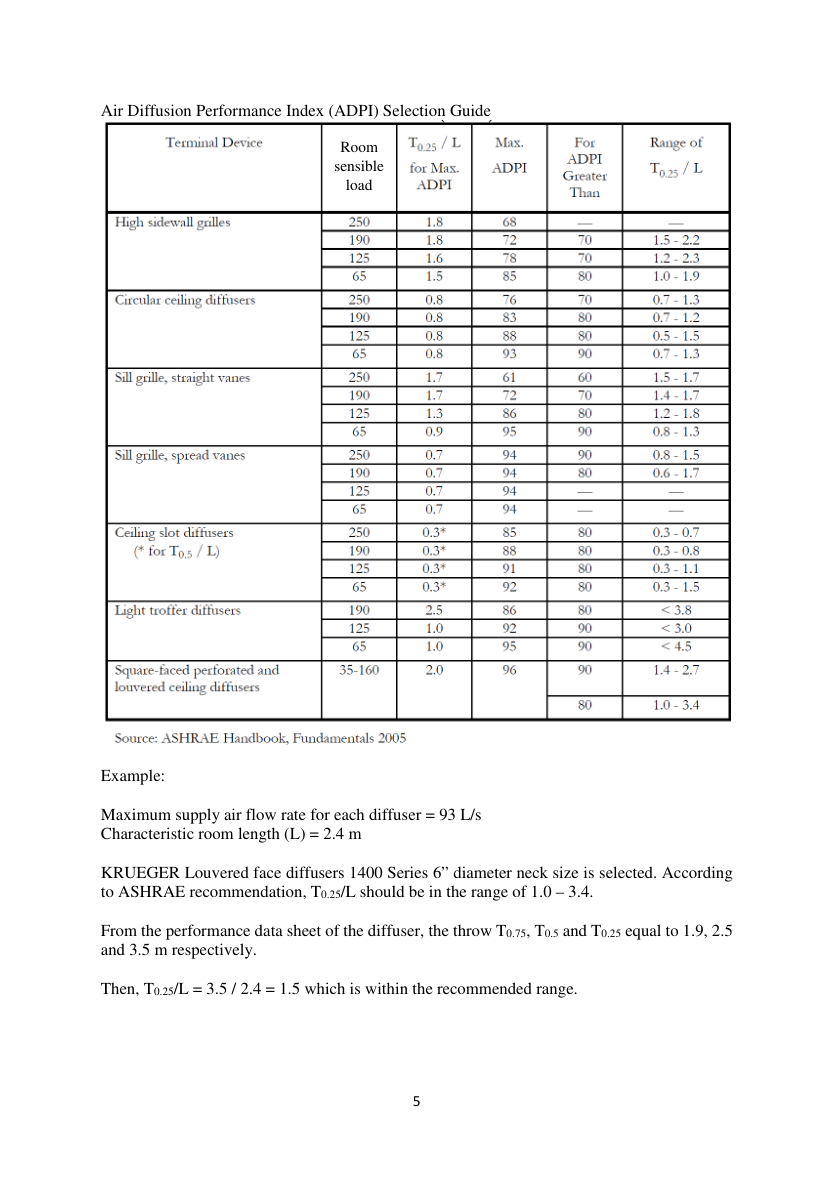 Air Diffusion Performance Index (ADPI) Selection Guide
Terminal Device | Room sensible load | T0.25 / L for Max. ADPI | Max. ADPI | For ADPI Greater Than | Range of T0.25 / L
High sidewall grilles | 250 | 1.8 | 68 | — | —
190 | 1.8 | 72 | 70 | 1.5 - 2.2
125 | 1.6 | 78 | 70 | 1.2 - 2.3
65 | 1.5 | 85 | 80 | 1.0 - 1.9
Circular ceiling diffusers | 250 | 0.8 | 76 | 70 | 0.7 - 1.3
190 | 0.8 | 83 | 80 | 0.7 - 1.2
125 | 0.8 | 88 | 80 | 0.5 - 1.5
65 | 0.8 | 93 | 90 | 0.7 - 1.3
Sill grille, straight vanes | 250 | 1.7 | 61 | 60 | 1.5 - 1.7
190 | 1.7 | 72 | 70 | 1.4 - 1.7
125 | 1.3 | 86 | 80 | 1.2 - 1.8
65 | 0.9 | 95 | 90 | 0.8 - 1.3
Sill grille, spread vanes | 250 | 0.7 | 94 | 90 | 0.8 - 1.5
190 | 0.7 | 94 | 80 | 0.6 - 1.7
125 | 0.7 | 94 | — | —
65 | 0.7 | 94 | — | —
Ceiling slot diffusers | 250 | 0.3* | 85 | 80 | 0.3 - 0.7
(* for T0.5 / L) | 190 | 0.3* | 88 | 80 | 0.3 - 0.8
125 | 0.3* | 91 | 80 | 0.3 - 1.1
65 | 0.3* | 92 | 80 | 0.3 - 1.5
Light troffer diffusers | 190 | 2.5 | 86 | 80 | < 3.8
125 | 1.0 | 92 | 90 | < 3.0
65 | 1.0 | 95 | 90 | < 4.5
Square-faced perforated and | 35-160 | 2.0 | 96 | 90 | 1.4 - 2.7
louvered ceiling diffusers
80 | 1.0 - 3.4
Source: ASHRAE Handbook, Fundamentals 2005
Example:
Maximum supply air flow rate for each diffuser = 93 L/s
Characteristic room length (L) = 2.4 m
KRUEGER Louvered face diffusers 1400 Series 6” diameter neck size is selected. According
to ASHRAE recommendation, T0.25/L should be in the range of 1.0 – 3.4.
From the performance data sheet of the diffuser, the throw T0.75, T0.5 and T0.25 equal to 1.9, 2.5
and 3.5 m respectively.
Then, T0.25/L = 3.5 / 2.4 = 1.5 which is within the recommended range.
5